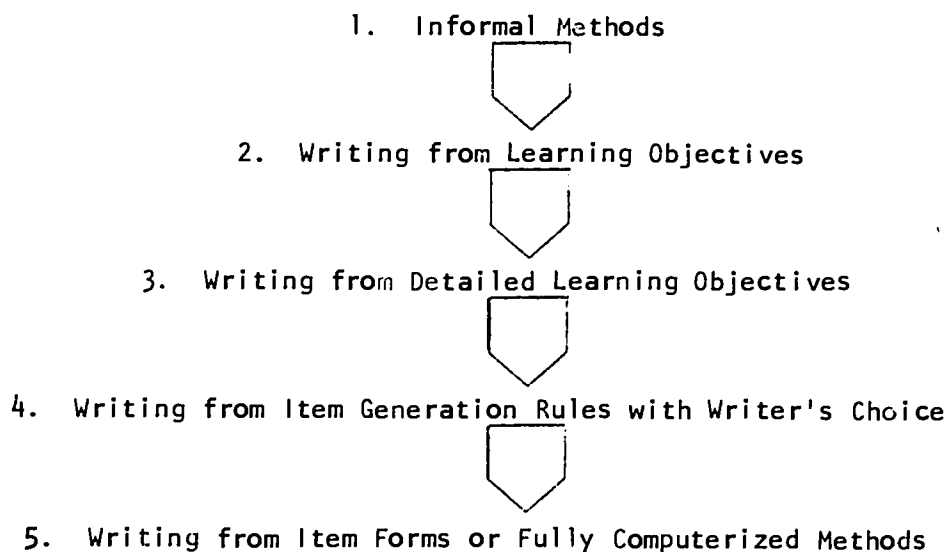 1. Informal Methods
2. Writing from Learning Objectives
3. Writing from Detailed Learning Objectives
4. Writing from Item Generation Rules with Writer's Choice
5. Writing from Item Forms or Fully Computerized Methods